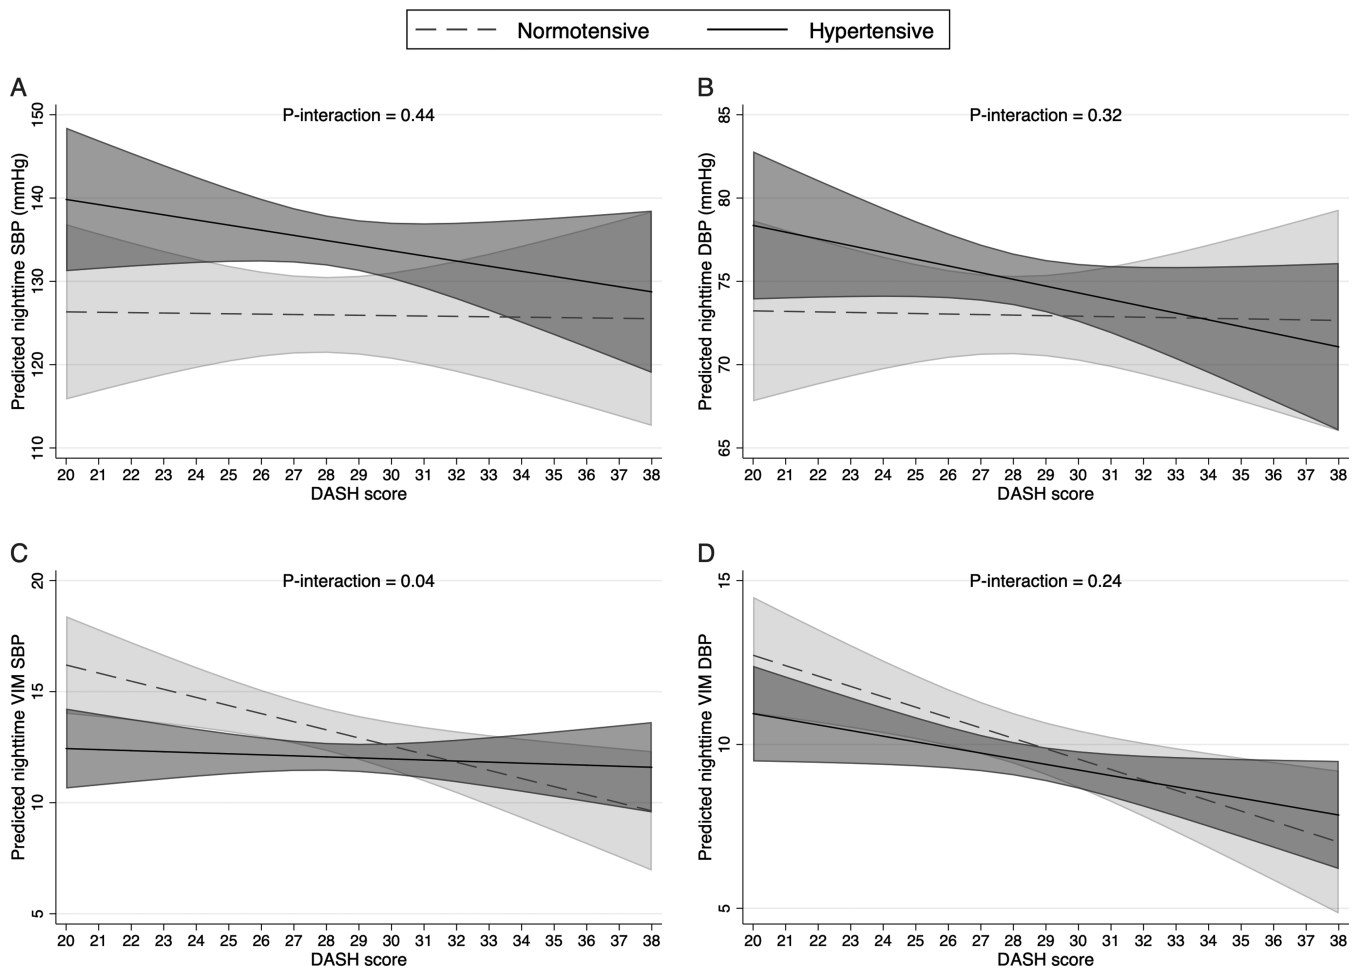 Normotensive Hypertensive
A
P-interaction = 0.44
Predicted nighttime SBP (mmHg)
150
140
130
120
110
20 21 22 23 24 25 26 27 28 29 30 31 32 33 34 35 36 37 38
DASH score
B
P-interaction = 0.32
Predicted nighttime DBP (mmHg)
85
80
75
70
65
20 21 22 23 24 25 26 27 28 29 30 31 32 33 34 35 36 37 38
DASH score
C
P-interaction = 0.04
Predicted nighttime VIM SBP
20
15
10
5
20 21 22 23 24 25 26 27 28 29 30 31 32 33 34 35 36 37 38
DASH score
D
P-interaction = 0.24
Predicted nighttime VIM DBP
15
10
5
20 21 22 23 24 25 26 27 28 29 30 31 32 33 34 35 36 37 38
DASH score